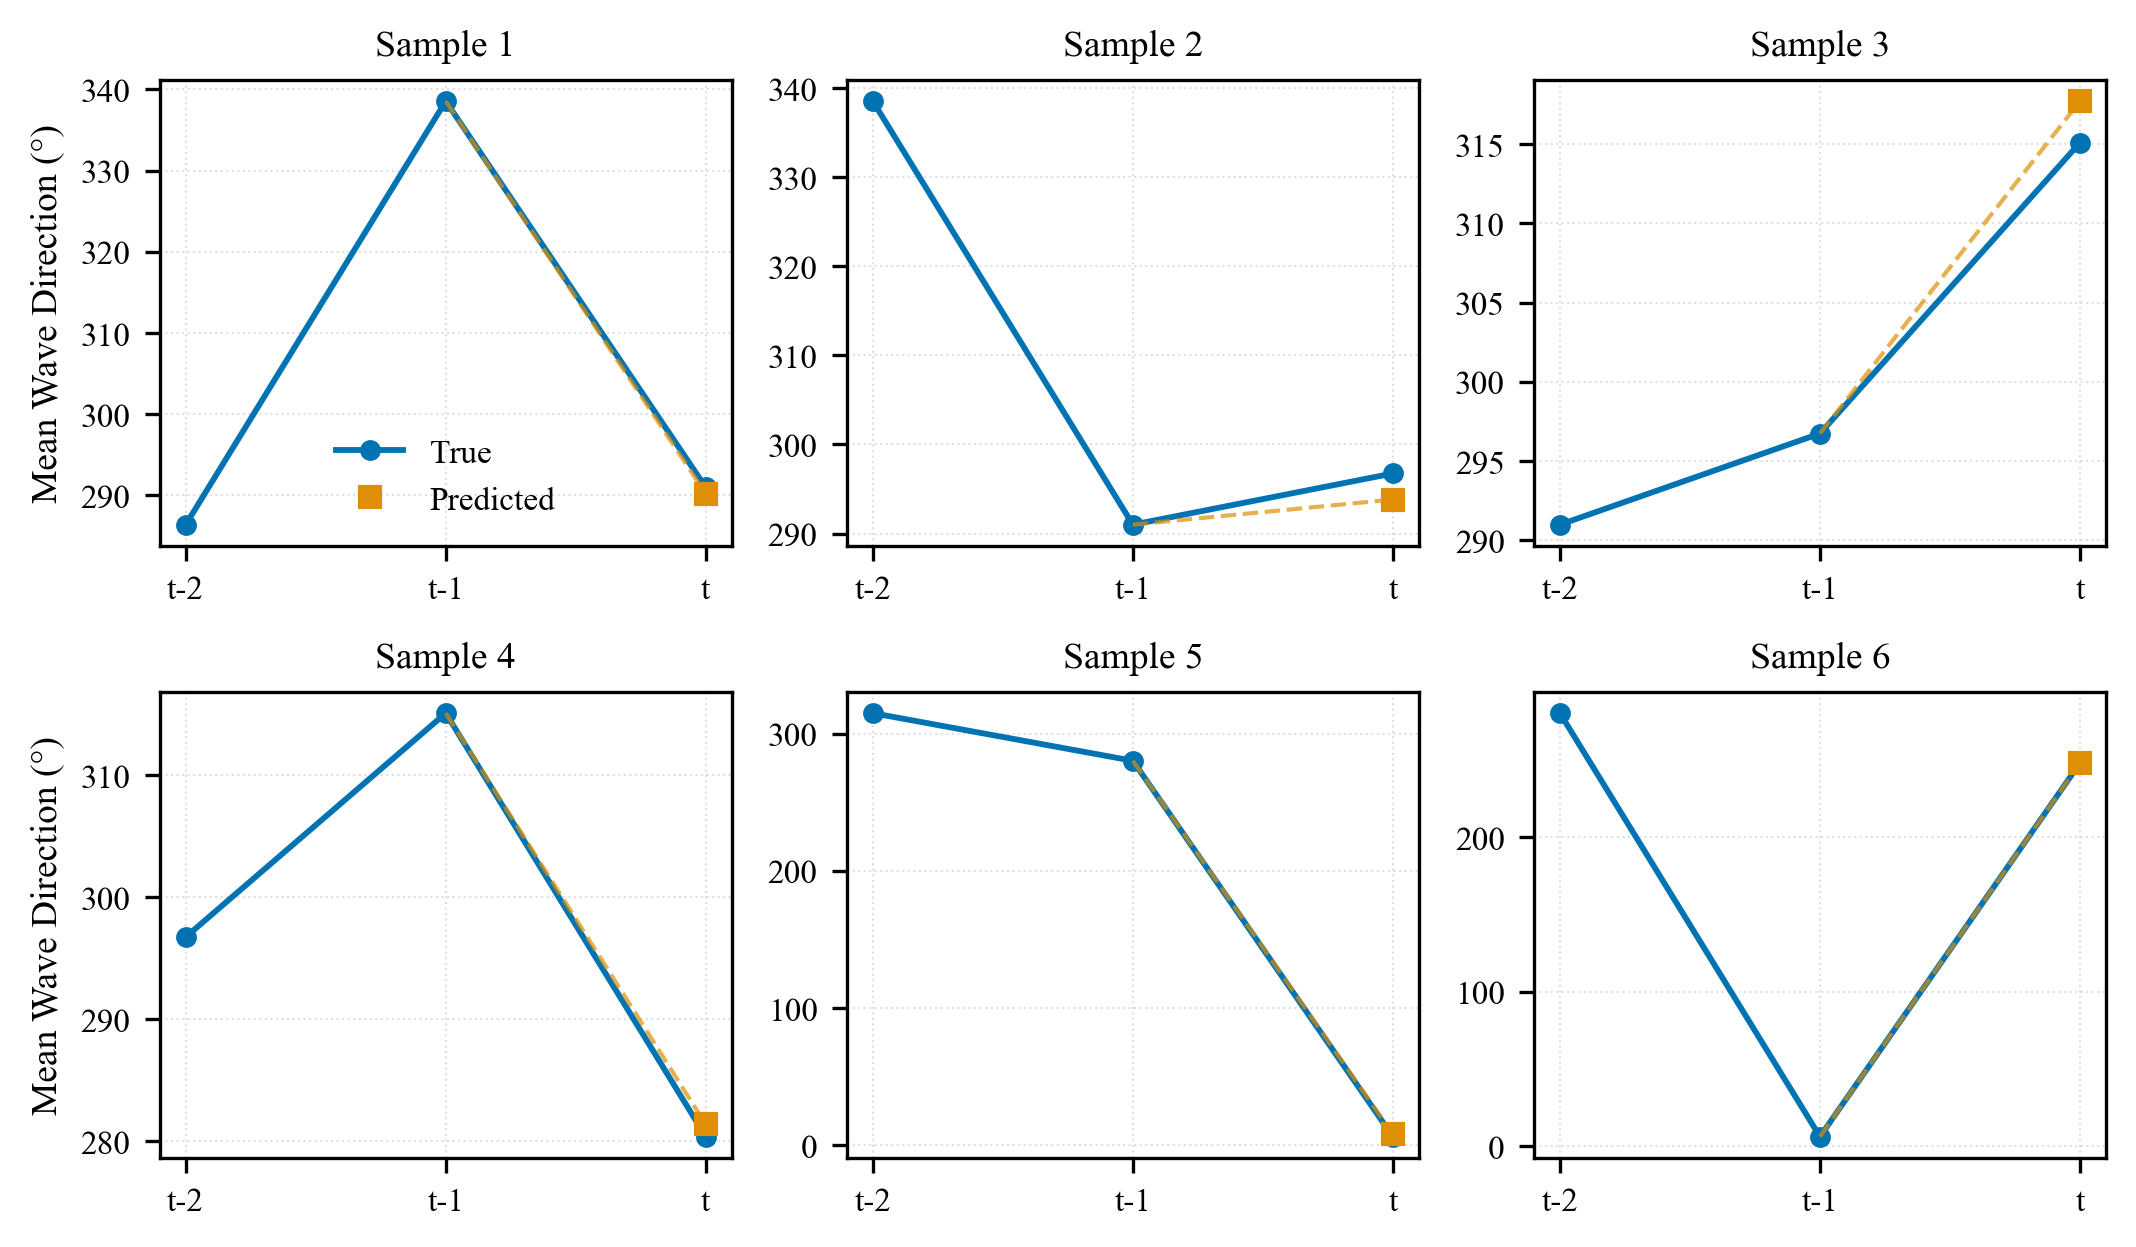 Sample 1
Mean Wave Direction (°)
340
330
320
310
300
290
True
Predicted
t-2
t-1
t
Sample 2
340
330
320
310
300
290
t-2
t-1
t
Sample 3
315
310
305
300
295
290
t-2
t-1
t
Sample 4
Mean Wave Direction (°)
310
300
290
280
t-2
t-1
t
Sample 5
300
200
100
0
t-2
t-1
t
Sample 6
200
100
0
t-2
t-1
t